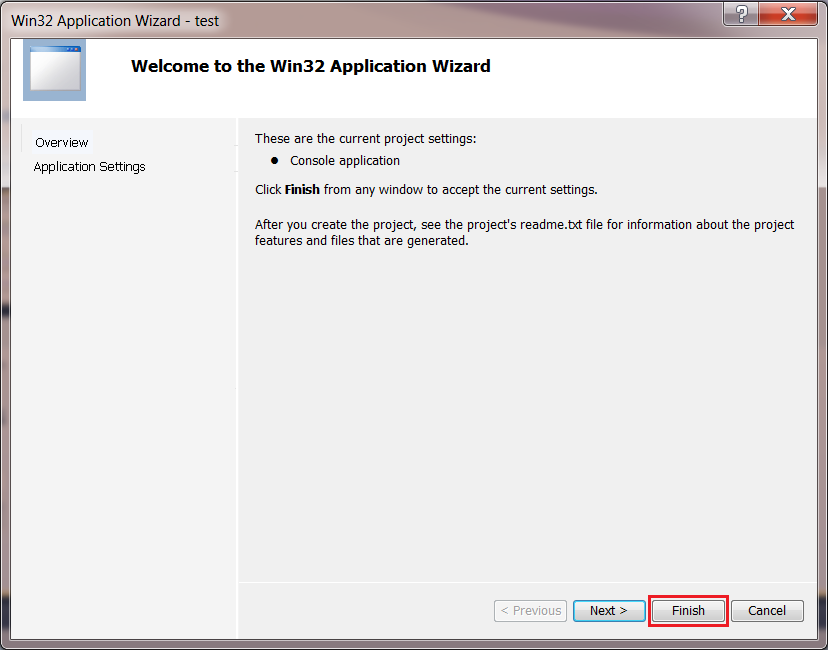 Win32 Application Wizard - test
?
X
Welcome to the Win32 Application Wizard
Overview
Application Settings
These are the current project settings:
● Console application
Click Finish from any window to accept the current settings.
After you create the project, see the project's readme.txt file for information about the project
features and files that are generated.
< Previous
Next >
Finish
Cancel